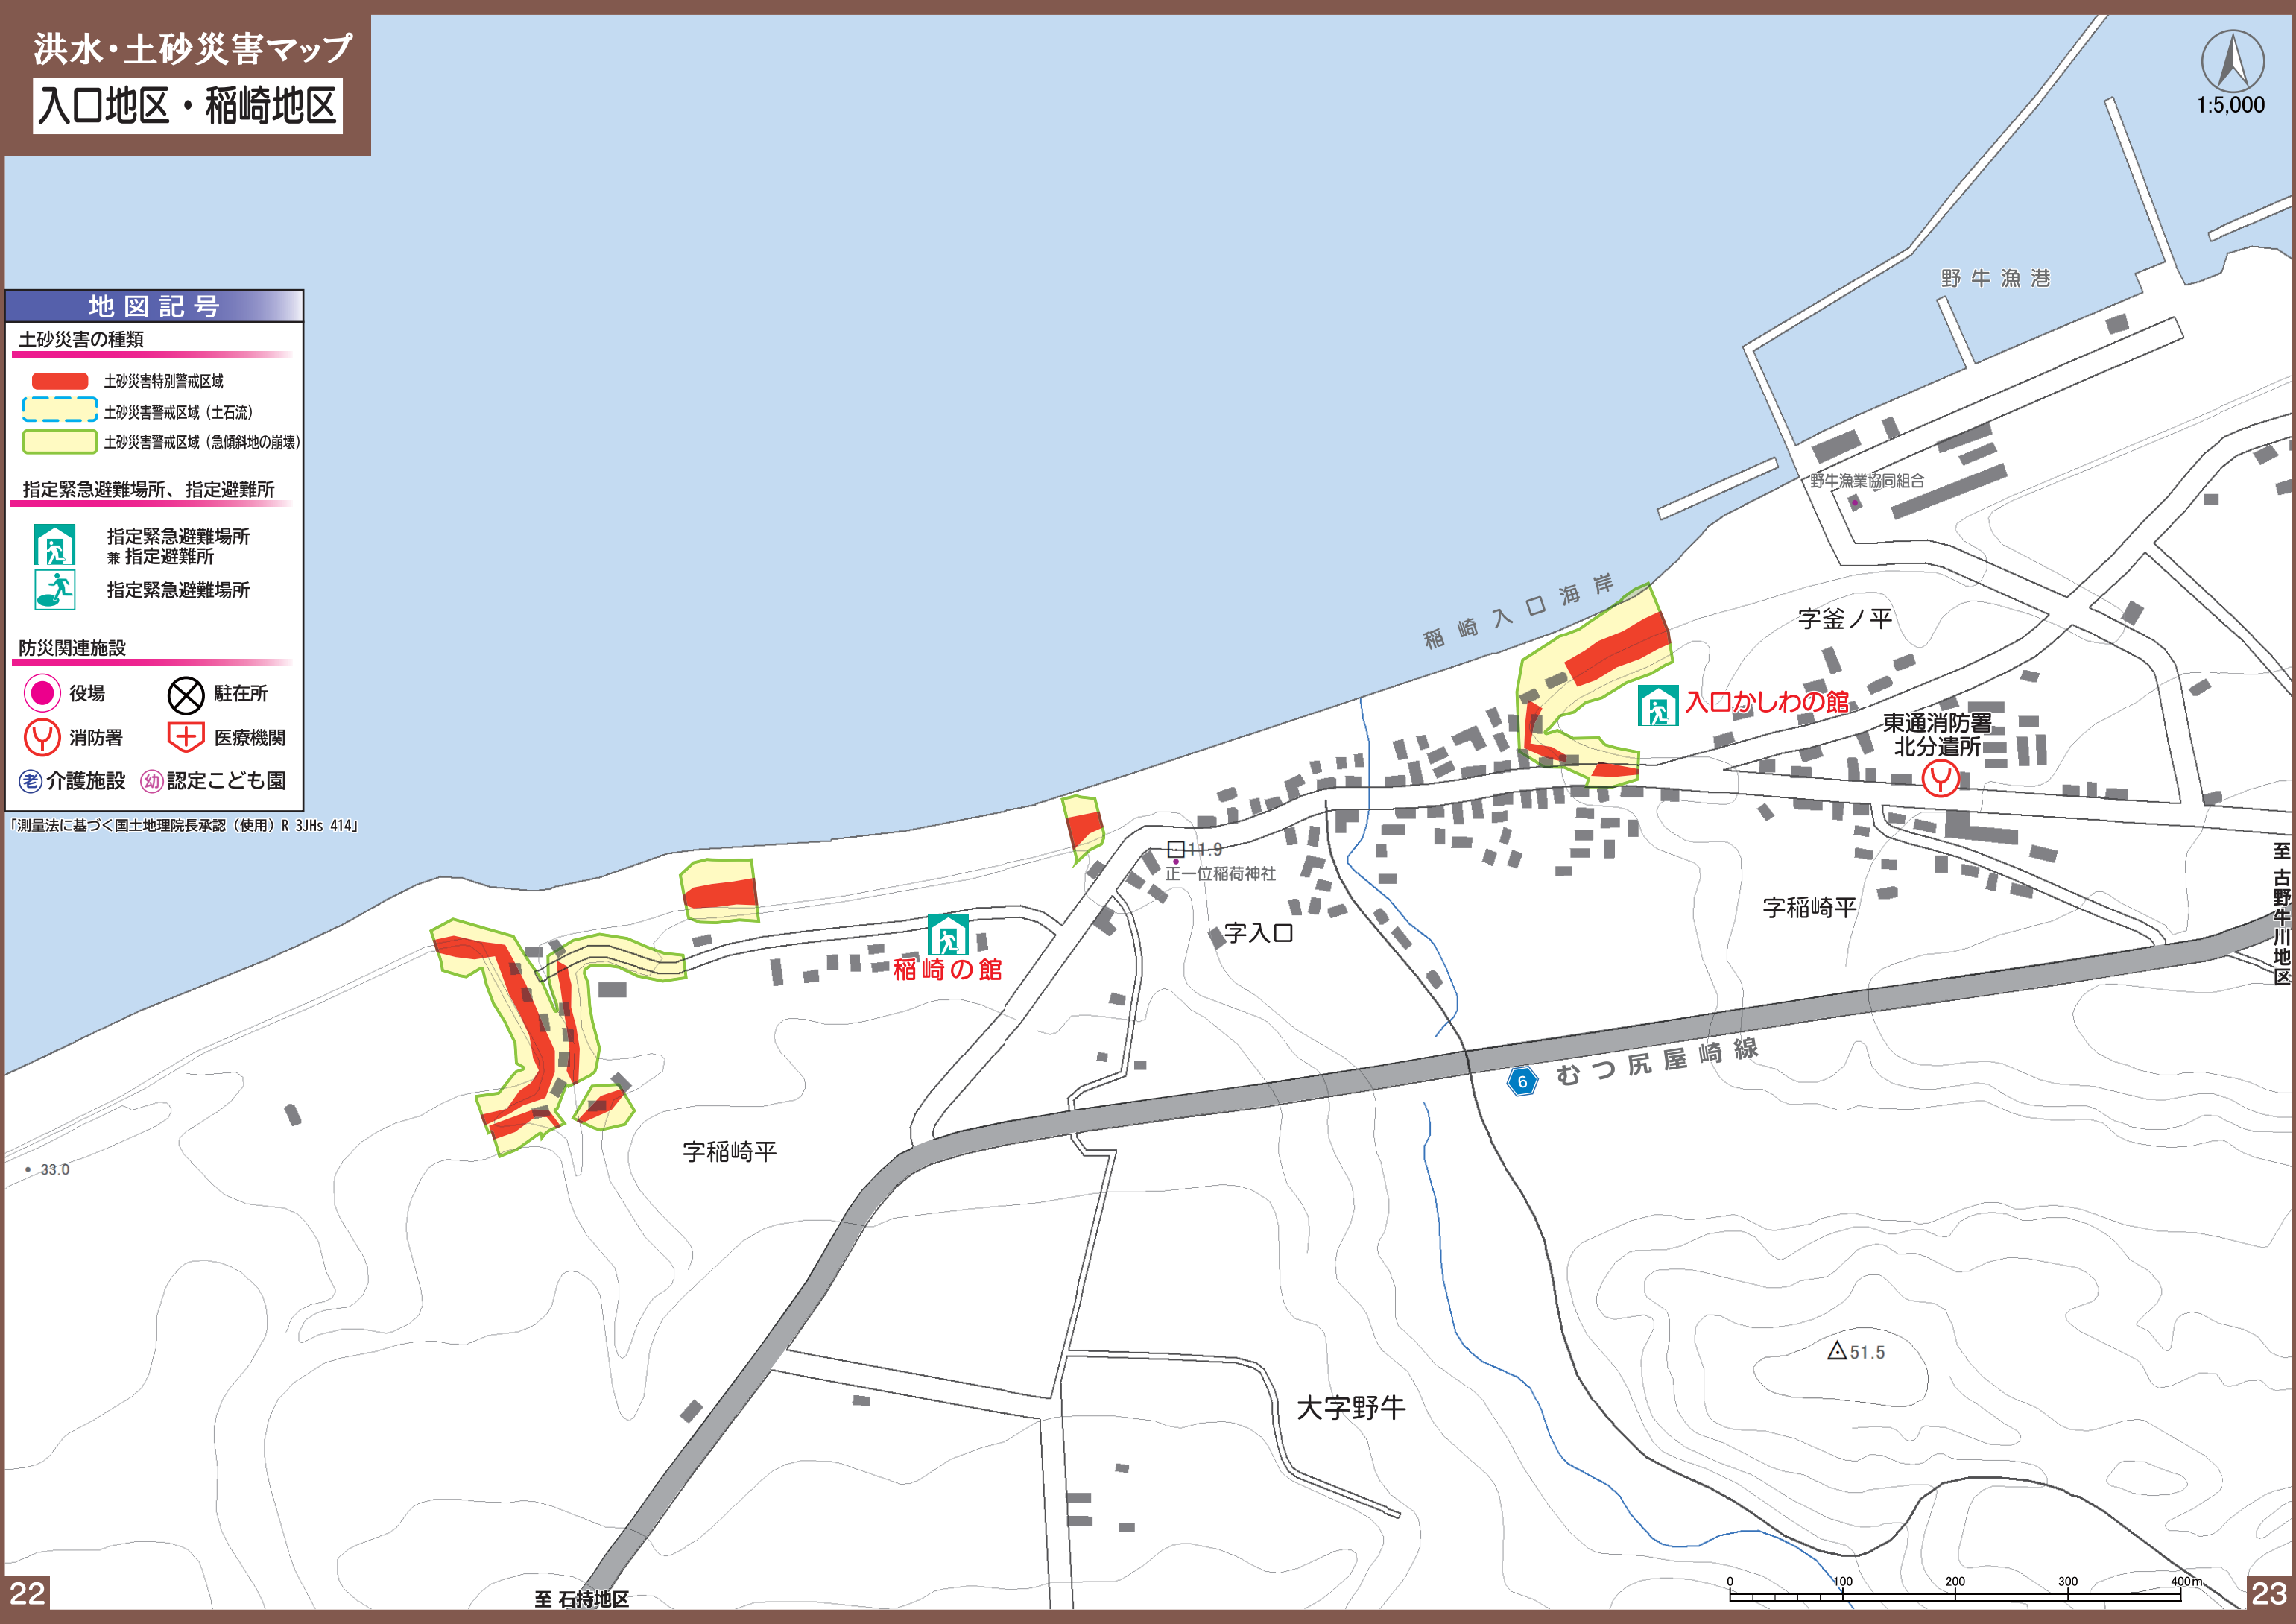 洪水・土砂災害マップ
入口地区・稲崎地区
1:5,000
地図記号
土砂災害の種類
土砂災害特別警戒区域
土砂災害警戒区域（土石流）
土砂災害警戒区域（急傾斜地の崩壊）
指定緊急避難場所、指定避難所
指定緊急避難場所
兼 指定避難所
指定緊急避難場所
防災関連施設
役場
駐在所
消防署
医療機関
老 介護施設
幼 認定こども園
「測量法に基づく国土地理院長承認（使用）R 3JHs 414」
野牛漁港
野牛漁業協同組合
稲崎入口海岸
字釜ノ平
入口かしわの館
東通消防署
北分遣所
11.9
正一位稲荷神社
字入口
字稲崎平
至 古野牛川地区
稲崎の館
6
むつ尻屋崎線
字稲崎平
33.0
51.5
大字野牛
至 石持地区
0 100 200 300 400m
22
23